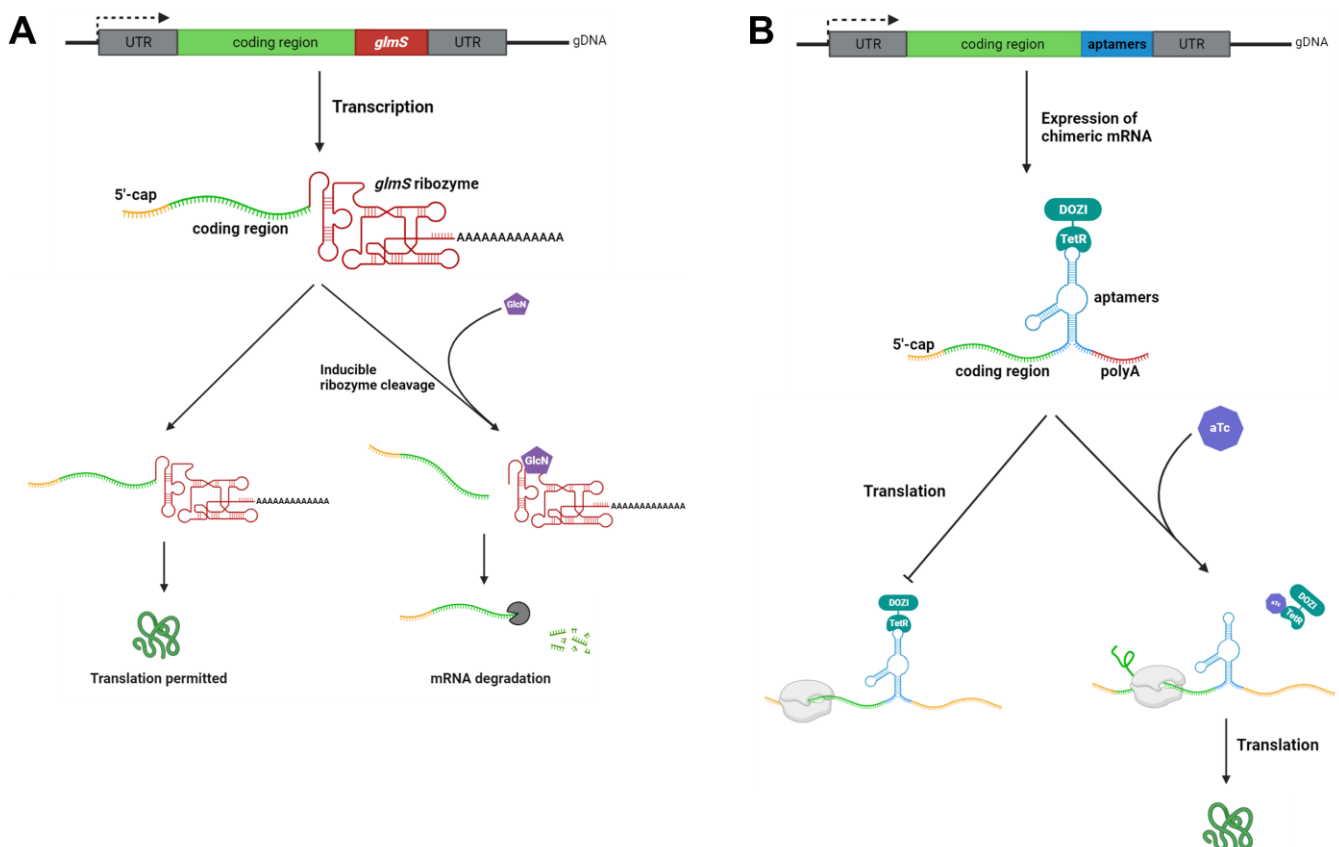 A
UTR coding region glmS UTR gDNA
Transcription
glmS ribozyme
5'-cap
coding region
AAAAAAAAAAAAA
GlcN
Inducible
ribozyme cleavage
GlcN
AAAAAAAAAAAAA
AAAAAAAAAAAAA
Translation permitted
mRNA degradation
B
UTR coding region aptamers UTR gDNA
Expression of
chimeric mRNA
DOZI
TetR
aptamers
5'-cap
coding region
polyA
aTc
Translation
DOZI
TetR
aTc
TetR
DOZI
Translation